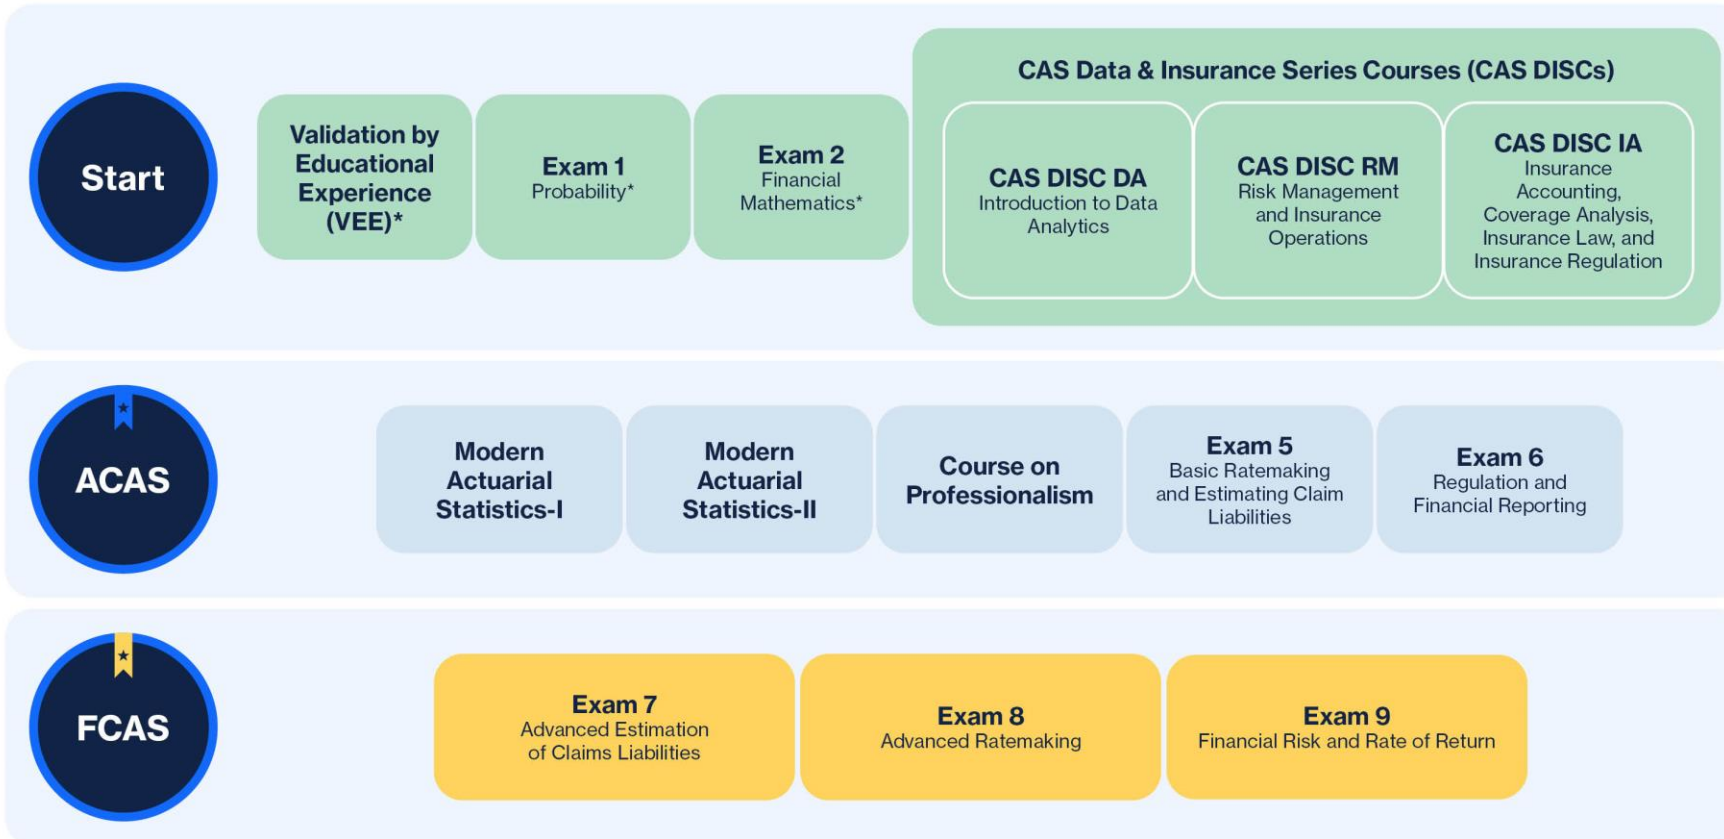 Start
Validation by
Educational
Experience
(VEE)*
Exam 1
Probability*
Exam 2
Financial
Mathematics*
CAS Data & Insurance Series Courses (CAS DISCs)
CAS DISC DA
Introduction to Data
Analytics
CAS DISC RM
Risk Management
and Insurance
Operations
CAS DISC IA
Insurance
Accounting,
Coverage Analysis,
Insurance Law, and
Insurance Regulation
ACAS
Modern
Actuarial
Statistics-I
Modern
Actuarial
Statistics-II
Course on
Professionalism
Exam 5
Basic Ratemaking
and Estimating Claim
Liabilities
Exam 6
Regulation and
Financial Reporting
FCAS
Exam 7
Advanced Estimation
of Claims Liabilities
Exam 8
Advanced Ratemaking
Exam 9
Financial Risk and Rate of Return